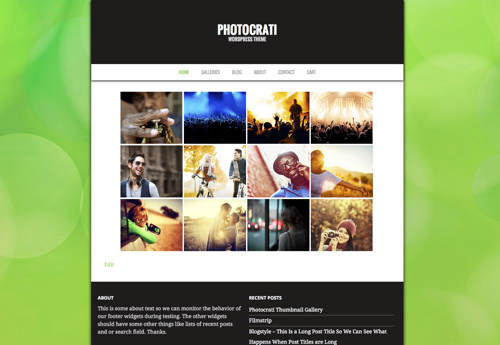 PHOTOCRATI
WORDPRESS THEME
HOME GALLERIES BLOG ABOUT CONTACT CART
ABOUT
This is some about text so we can monitor the behavior of
our footer widgets during testing. The other widgets
should have some other things like lists of recent posts
and or search field. Thanks.
RECENT POSTS
Photocrati Thumbnail Gallery
Filmstrip
Blogstyle – This Is a Long Post Title So We Can See What
Happens When Post Titles are Long